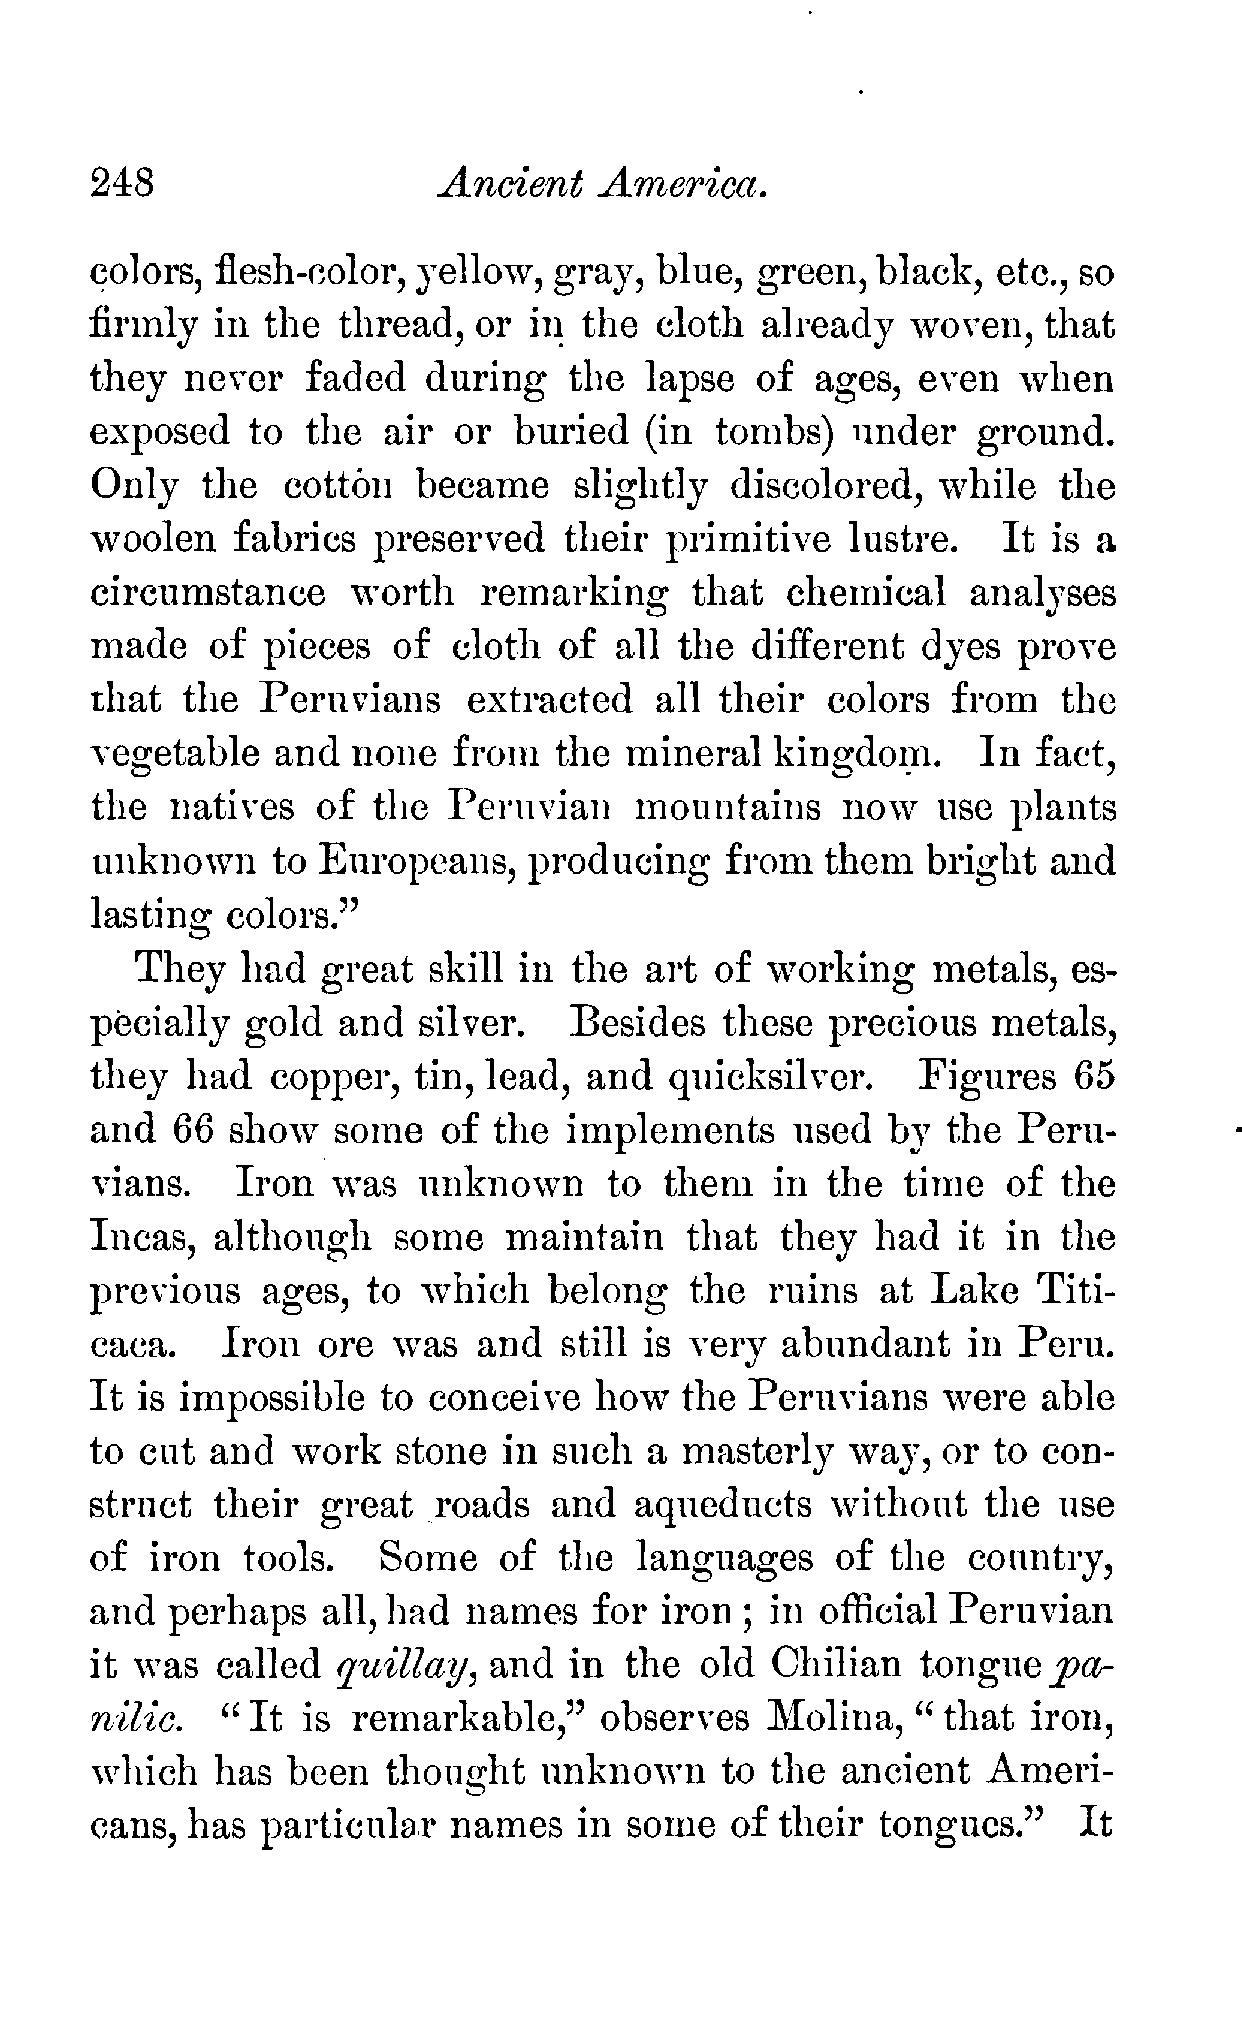 248 Ancient America.
colors, flesh-color, yellow, gray, blue, green, black, etc., so
firmly in the thread, or in the cloth already woven, that
they never faded during the lapse of ages, even when
exposed to the air or buried (in tombs) under ground.
Only the cotton became slightly discolored, while the
woolen fabrics preserved their primitive lustre. It is a
circumstance worth remarking that chemical analyses
made of pieces of cloth of all the different dyes prove
that the Peruvians extracted all their colors from the
vegetable and none from the mineral kingdom. In fact,
the natives of the Peruvian mountains now use plants
unknown to Europeans, producing from them bright and
lasting colors."
They had great skill in the art of working metals, es-
pecially gold and silver. Besides these precious metals,
they had copper, tin, lead, and quicksilver. Figures 65
and 66 show some of the implements used by the Peru-
vians. Iron was unknown to them in the time of the
Incas, although some maintain that they had it in the
previous ages, to which belong the ruins at Lake Titi-
caca. Iron ore was and still is very abundant in Peru.
It is impossible to conceive how the Peruvians were able
to cut and work stone in such a masterly way, or to con-
struct their great roads and aqueducts without the use
of iron tools. Some of the languages of the country,
and perhaps all, had names for iron ; in official Peruvian
it was called quillay, and in the old Chilian tongue pa-
nilic. "It is remarkable," observes Molina, "that iron,
which has been thought unknown to the ancient Ameri-
cans, has particular names in some of their tongues." It